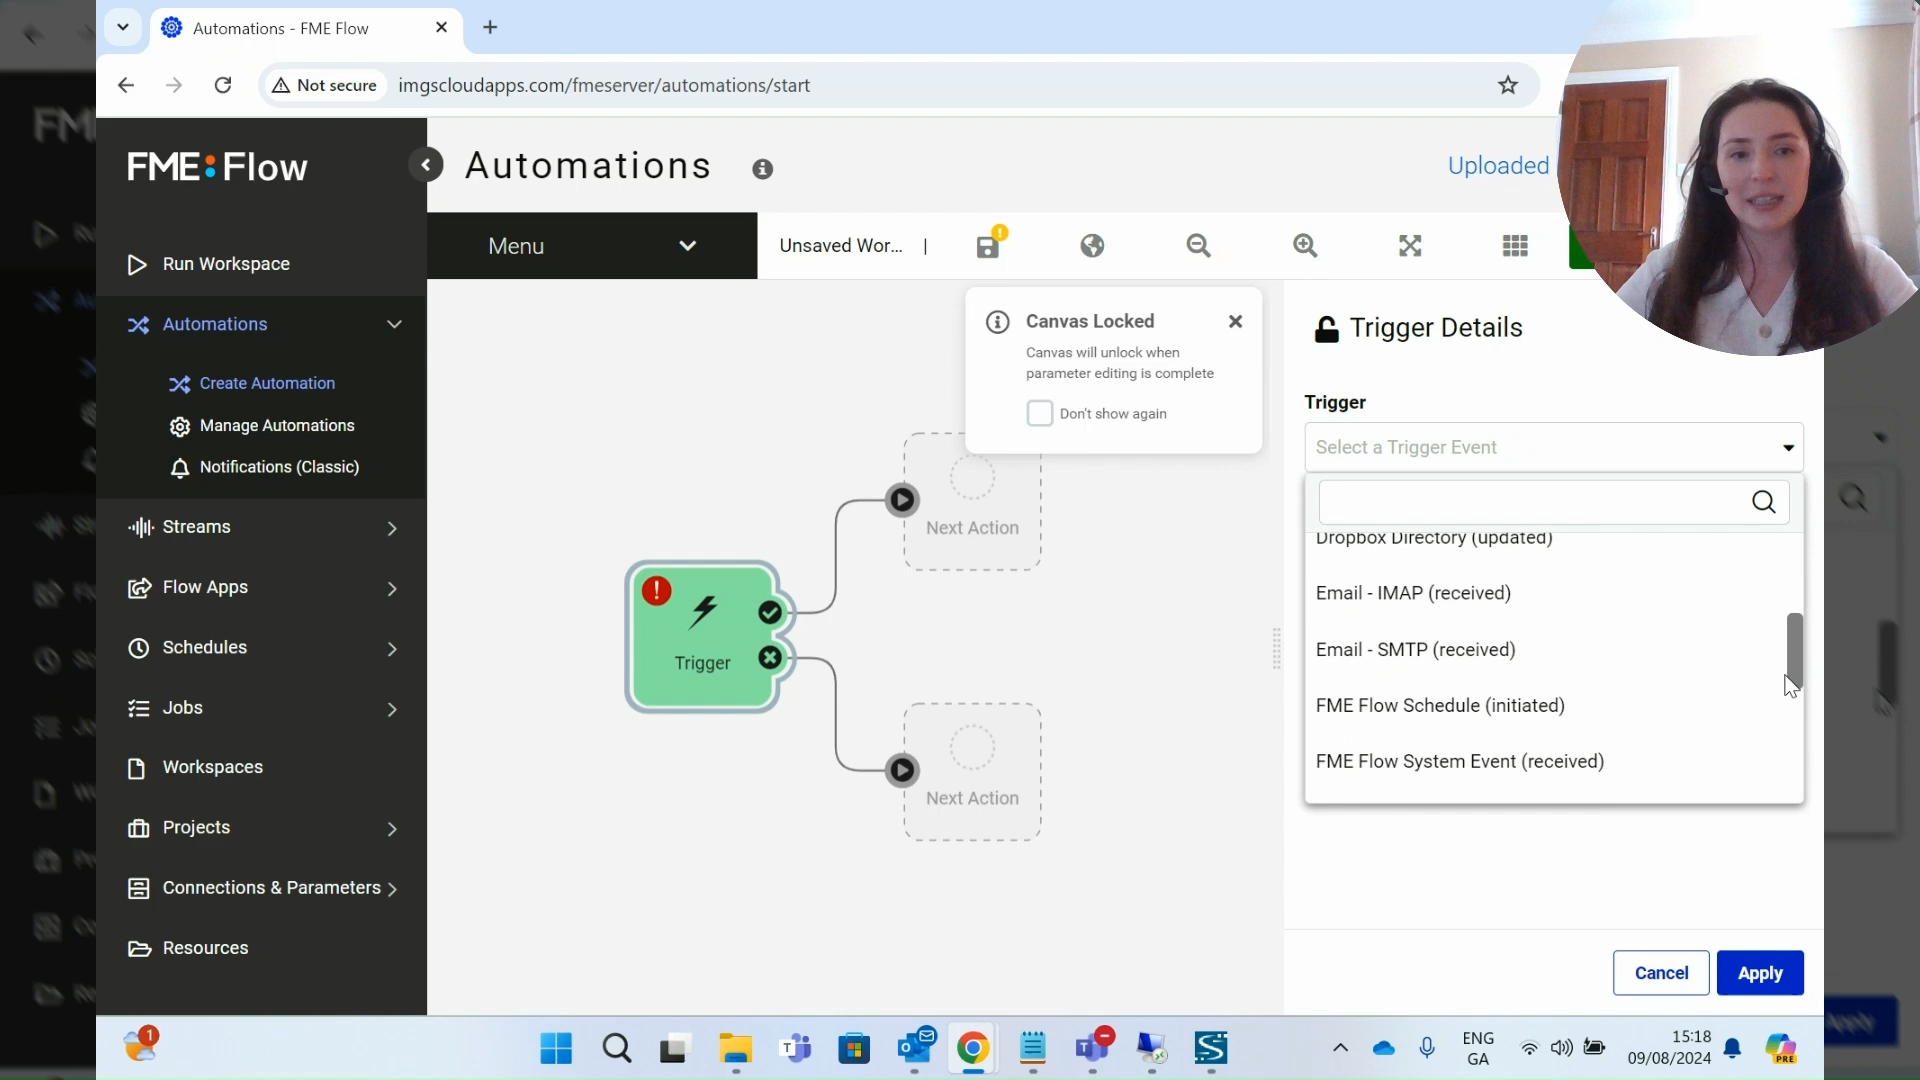 Automations - FME Flow
Not secure
imgscloudapps.com/fmeserver/automations/start
FME:Flow
Automations
Uploaded
Menu
Unsaved Wor... |
Run Workspace
Automations
Create Automation
Manage Automations
Notifications (Classic)
Streams
Flow Apps
Schedules
Jobs
Workspaces
Projects
Connections & Parameters
Resources
Canvas Locked
Canvas will unlock when
parameter editing is complete
Don't show again
Next Action
Trigger
Next Action
Trigger Details
Trigger
Select a Trigger Event
Dropbox Directory (updated)
Email - IMAP (received)
Email - SMTP (received)
FME Flow Schedule (initiated)
FME Flow System Event (received)
Cancel
Apply
1
ENG
GA
15:18
09/08/2024
PRE